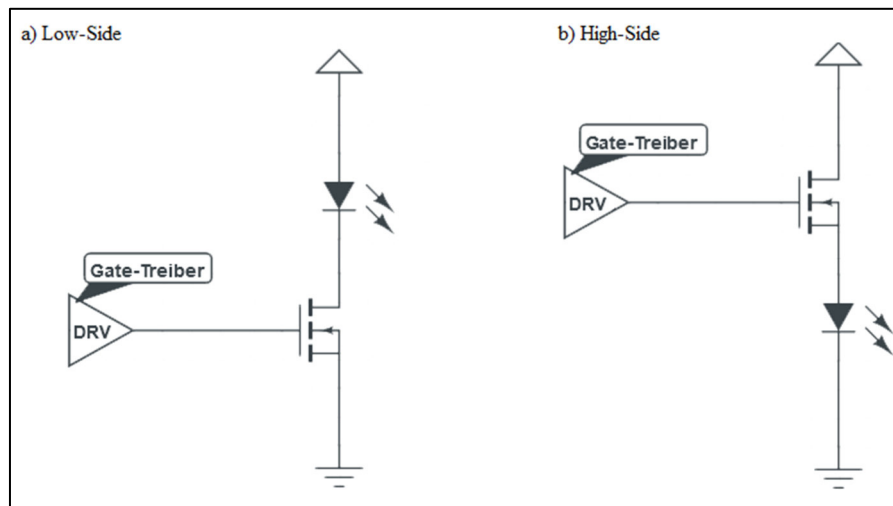 a) Low-Side
b) High-Side
Gate-Treiber
DRV
Gate-Treiber
DRV